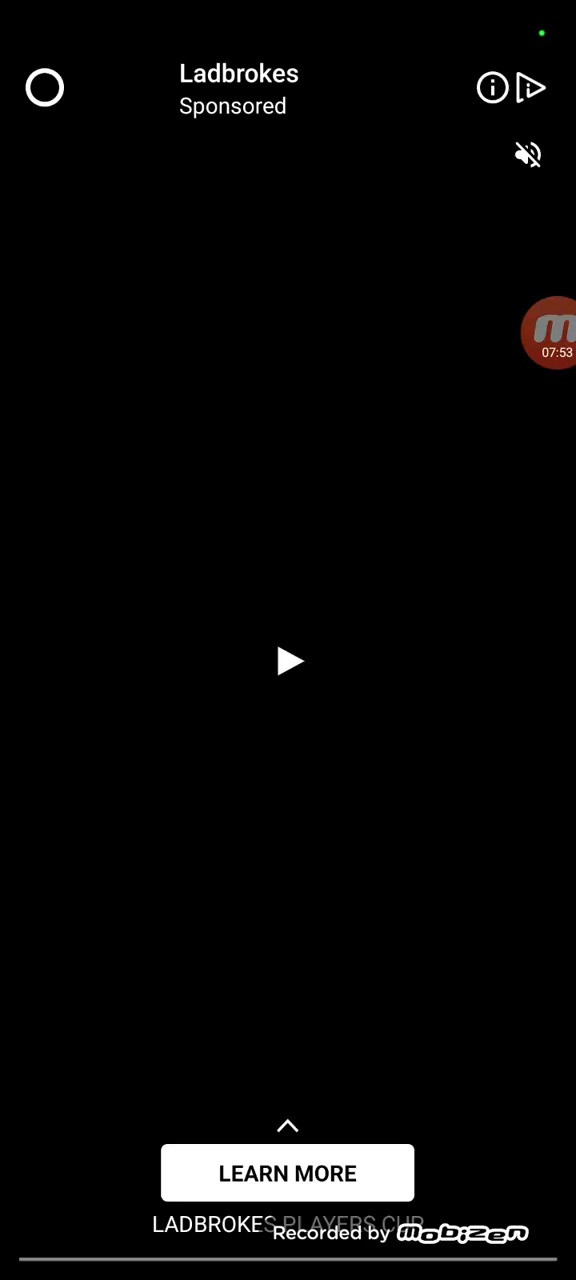 Ladbrokes
Sponsored
07:53
LEARN MORE
LADBROKES PLAYERS CUP
Recorded by mobizen